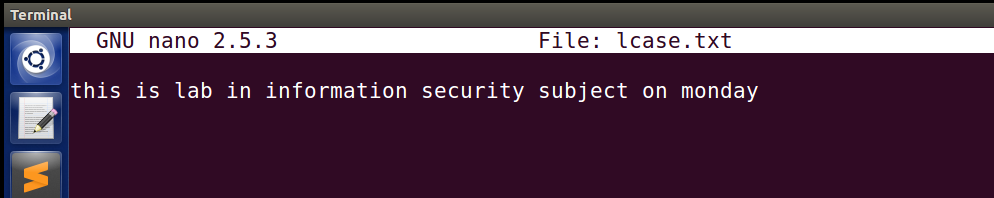 Terminal
GNU nano 2.5.3 File: lcase.txt
this is lab in information security subject on monday